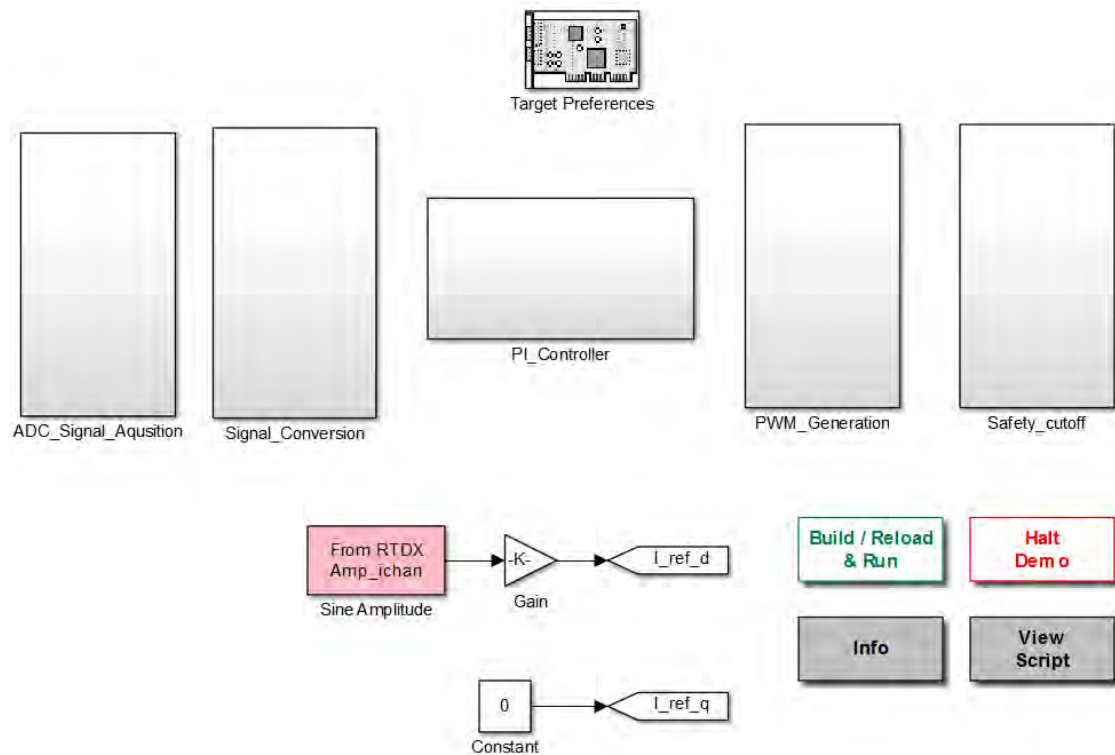 Target Preferences
ADC_Signal_Aqusition
Signal_Conversion
PI_Controller
PWM_Generation
Safety_cutoff
From RTDX
Amp_ichan
Sine Amplitude
-K-
Gain
I_ref_d
Build / Reload
& Run
Halt
Demo
Info
View
Script
0
Constant
I_ref_q